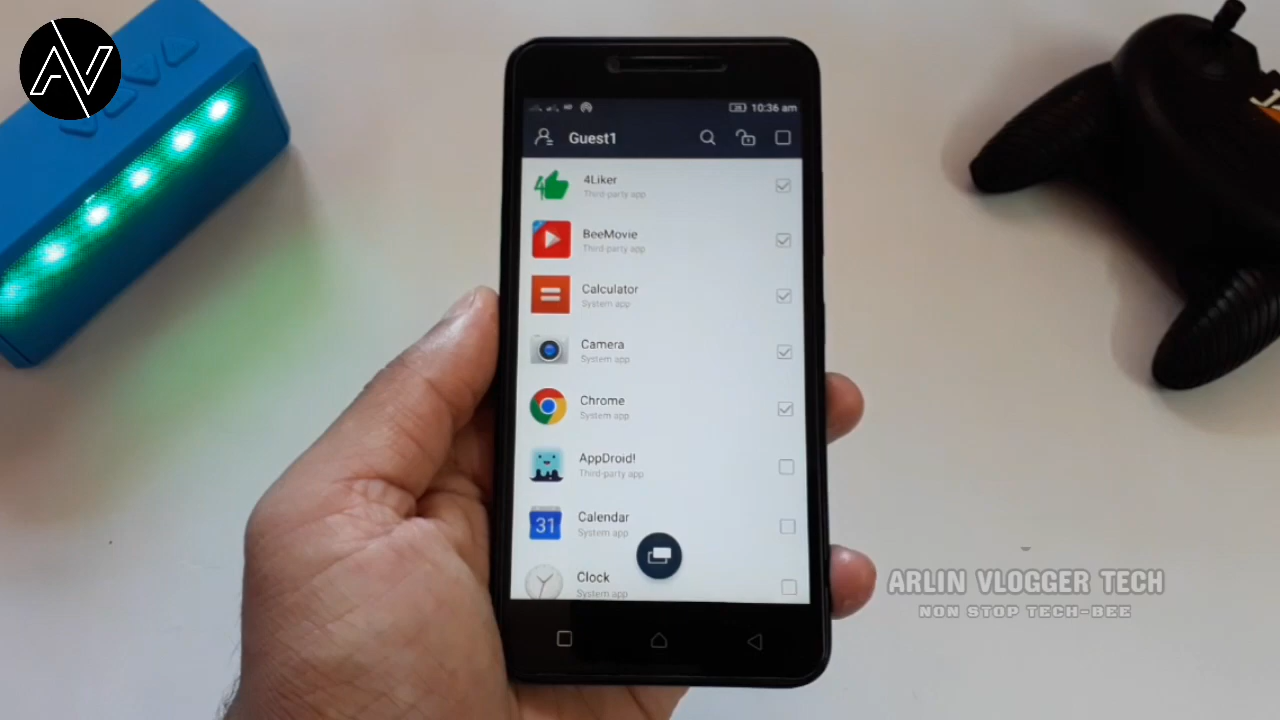 AV
10:36 am
Guest1
4Liker
Third-party app
BeeMovie
Third-party app
Calculator
System app
Camera
System app
Chrome
System app
AppDroid!
Third-party app
31
Calendar
System app
Clock
System app
ARLIN VLOGGER TECH
NON STOP TECH-BEE